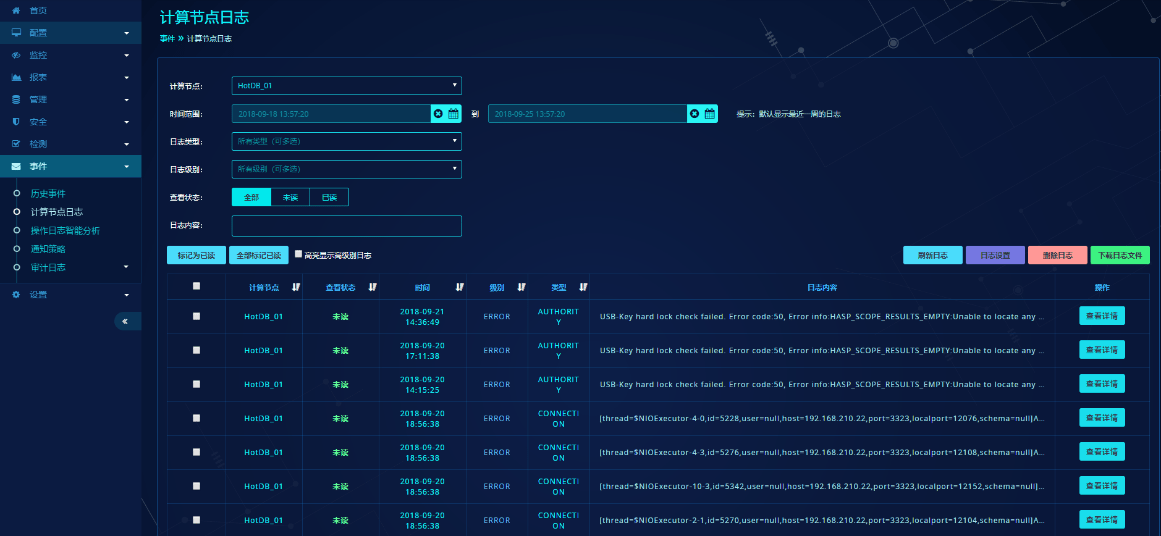 首页
配置
监控
报表
管理
安全
检测
事件
历史事件
计算节点日志
操作日志智能分析
通知策略
审计日志
设置
«
计算节点日志
事件 » 计算节点日志
计算节点: HotDB_01
时间范围: 2018-09-18 13:57:20 到 2018-09-25 13:57:20 提示: 默认显示最近一周的日志
日志类型: 所有类型（可多选）
日志级别: 所有级别（可多选）
查看状态: 全部 未读 已读
日志内容:
标记为已读 全部标记已读 高亮显示高级别日志 刷新日志 日志设置 删除日志 下载日志文件
计算节点 查看状态 时间 级别 类型 日志内容 操作
HotDB_01 未读 2018-09-21 14:36:49 ERROR AUTHORITY USB-Key hard lock check failed. Error code:50, Error info:HASP_SCOPE_RESULTS_EMPTY:Unable to locate any ... 查看详情
HotDB_01 未读 2018-09-20 17:11:38 ERROR AUTHORITY USB-Key hard lock check failed. Error code:50, Error info:HASP_SCOPE_RESULTS_EMPTY:Unable to locate any ... 查看详情
HotDB_01 未读 2018-09-20 14:15:25 ERROR AUTHORITY USB-Key hard lock check failed. Error code:50, Error info:HASP_SCOPE_RESULTS_EMPTY:Unable to locate any ... 查看详情
HotDB_01 未读 2018-09-20 18:56:38 ERROR CONNECTION [thread=$NIOExecutor-4-0,id=5228,user=null,host=192.168.210.22,port=3323,localport=12076,schema=null]A... 查看详情
HotDB_01 未读 2018-09-20 18:56:38 ERROR CONNECTION [thread=$NIOExecutor-4-3,id=5276,user=null,host=192.168.210.22,port=3323,localport=12108,schema=null]A... 查看详情
HotDB_01 未读 2018-09-20 18:56:38 ERROR CONNECTION [thread=$NIOExecutor-10-3,id=5342,user=null,host=192.168.210.22,port=3323,localport=12152,schema=null]... 查看详情
HotDB_01 未读 2018-09-20 18:56:38 ERROR CONNECTION [thread=$NIOExecutor-2-1,id=5270,user=null,host=192.168.210.22,port=3323,localport=12104,schema=null]A... 查看详情